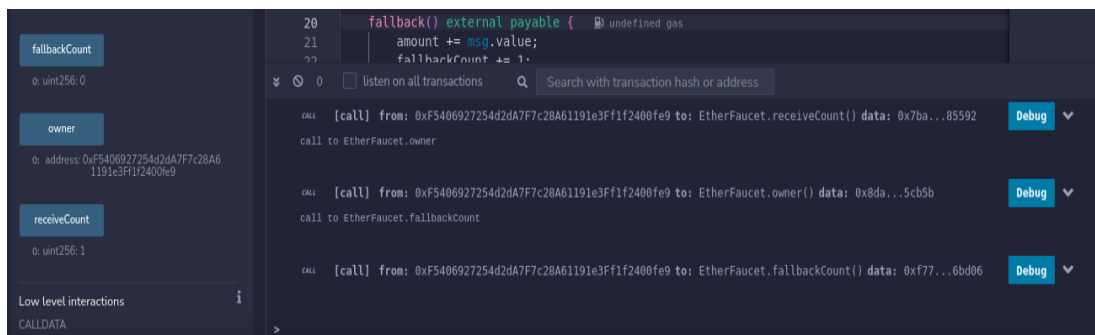 fallbackCount
0: uint256: 0
owner
0: address: 0xF5406927254d2dA7F7c28A6
1191e3Ff1f2400fe9
receiveCount
0: uint256: 1
Low level interactions
i
CALLDATA
20 fallback() external payable { undefined gas
21 amount += msg.value;
22 fallbackCount += 1;
0 listen on all transactions Search with transaction hash or address
CALL [call] from: 0xF5406927254d2dA7F7c28A61191e3Ff1f2400fe9 to: EtherFaucet.receiveCount() data: 0x7ba...85592 Debug
call to EtherFaucet.owner
CALL [call] from: 0xF5406927254d2dA7F7c28A61191e3Ff1f2400fe9 to: EtherFaucet.owner() data: 0x8da...5cb5b Debug
call to EtherFaucet.fallbackCount
CALL [call] from: 0xF5406927254d2dA7F7c28A61191e3Ff1f2400fe9 to: EtherFaucet.fallbackCount() data: 0xf77...6bd06 Debug
>